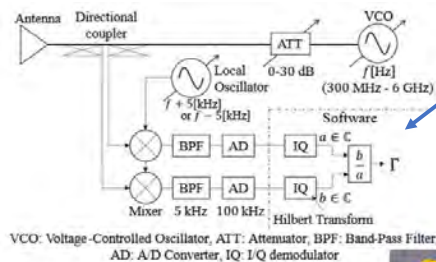 Antenna
Directional
coupler
VCO
ATT
0-30 dB
f[Hz]
(300 MHz - 6 GHz)
Local
Oscillator
f + 5[kHz]
or f − 5[kHz]
Software
a ∈ ℂ
BPF
AD
IQ
b/a
Γ
BPF
AD
IQ
b ∈ ℂ
Mixer
5 kHz
100 kHz
Hilbert Transform
VCO: Voltage-Controlled Oscillator, ATT: Attenuator, BPF: Band-Pass Filter
AD: A/D Converter, IQ: I/Q demodulator